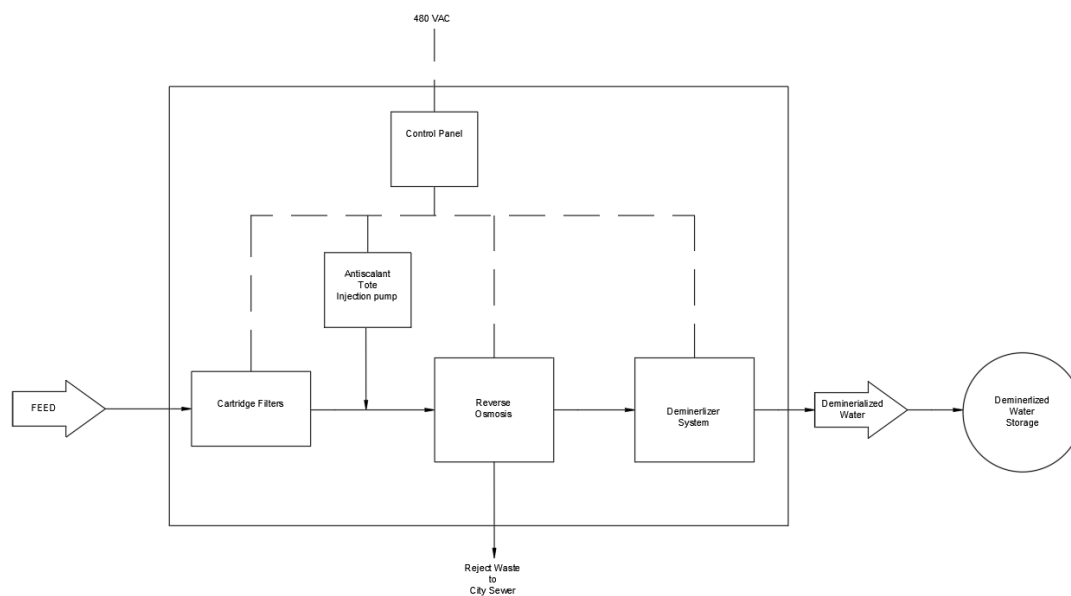 480 VAC
Control Panel
Antiscalant
Tote
Injection pump
FEED
Cartridge Filters
Reverse
Osmosis
Deminerlizer
System
Deminerialized
Water
Deminerlized
Water
Storage
Reject Waste
to
City Sewer